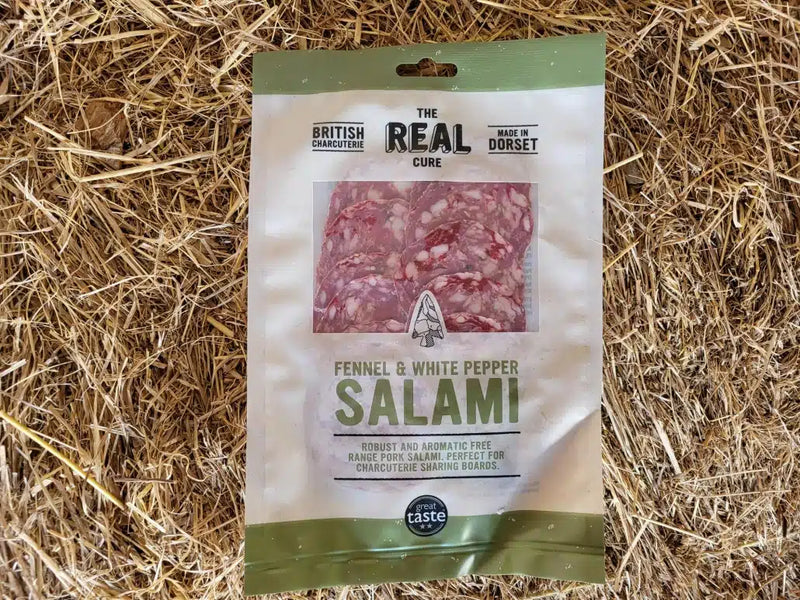 THE
BRITISH
CHARCUTERIE
REAL
MADE IN
DORSET
CURE
FENNEL & WHITE PEPPER
SALAMI
ROBUST AND AROMATIC FREE
RANGE PORK SALAMI. PERFECT FOR
CHARCUTERIE SHARING BOARDS.
great
taste